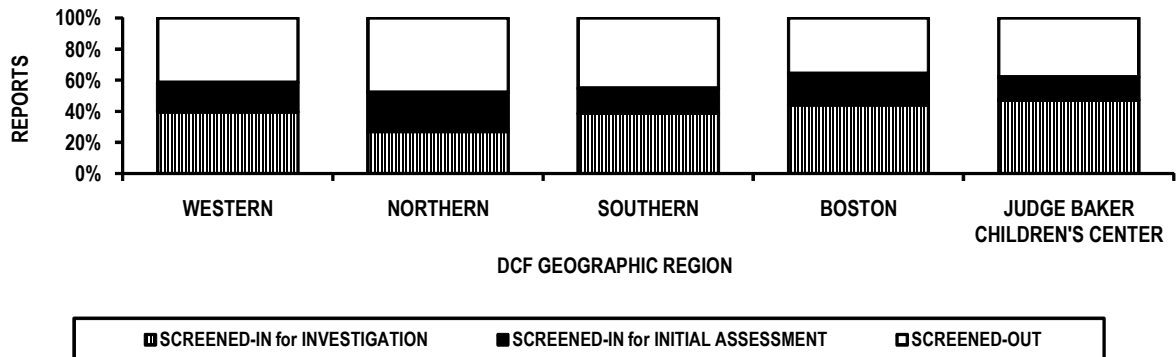 100%
80%
60%
40%
20%
0%
REPORTS
WESTERN NORTHERN SOUTHERN BOSTON JUDGE BAKER
CHILDREN'S CENTER
DCF GEOGRAPHIC REGION
SCREENED-IN for INVESTIGATION SCREENED-IN for INITIAL ASSESSMENT SCREENED-OUT